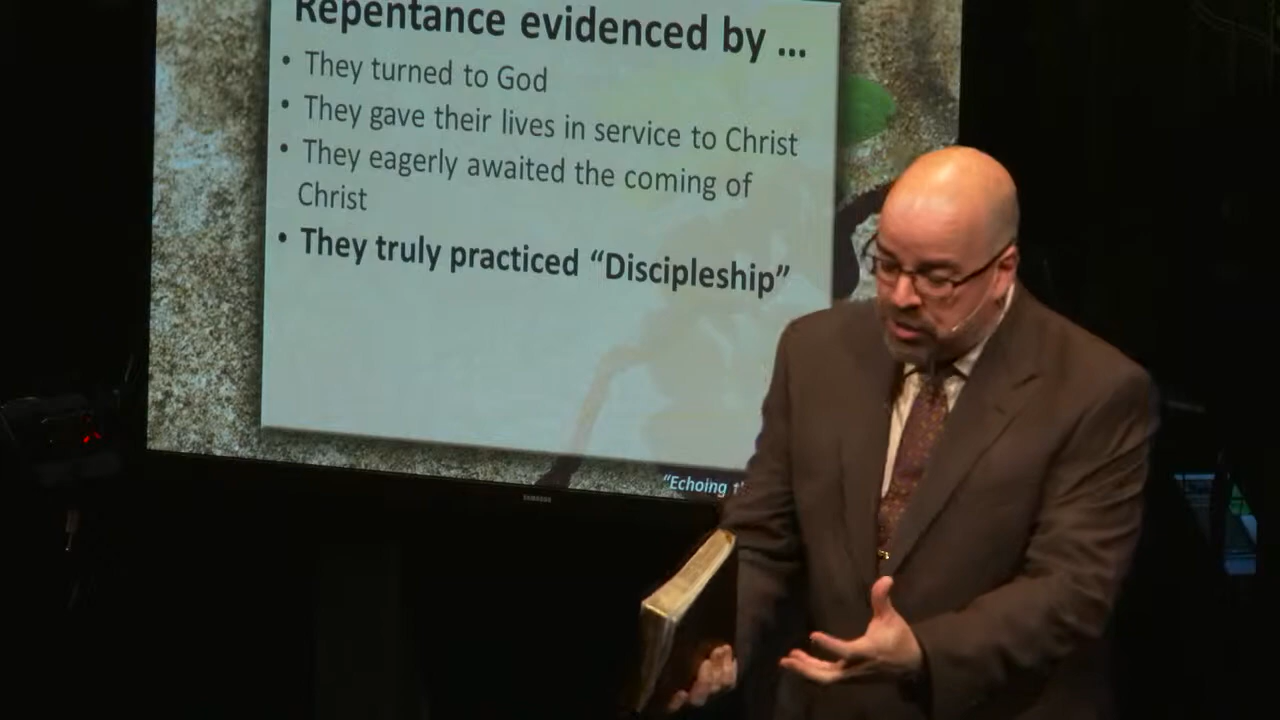 Repentance evidenced by ...
• They turned to God
• They gave their lives in service to Christ
• They eagerly awaited the coming of
Christ
• They truly practiced “Discipleship”
“Echoing
SAMSUNG